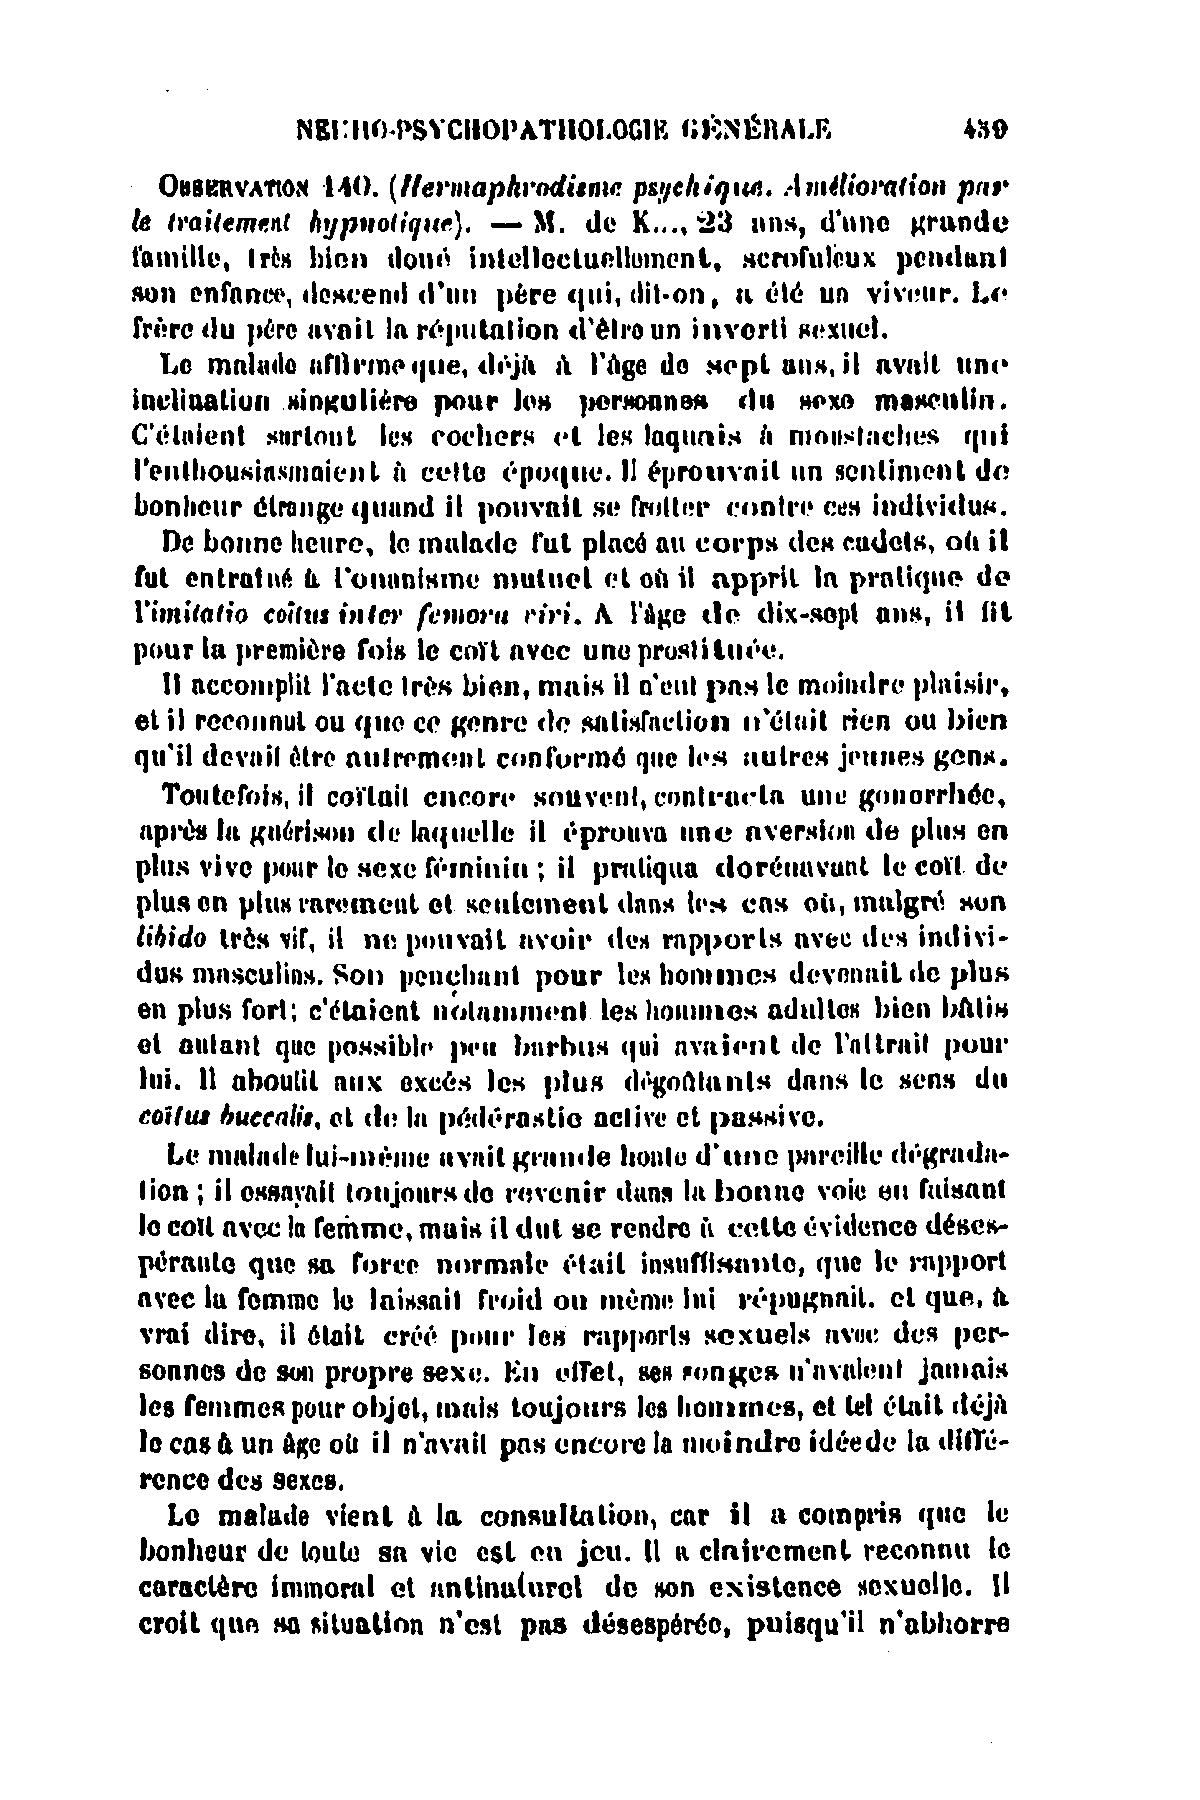 NEURO-PSYCHOPATHOLOGIE GÉNÉRALE 439
OBSERVATION 140. (Hermaphrodisme psychique. Amélioration par
le traitement hypnotique). — M. de K..., 23 ans, d'une grande
famille, très bien doué intellectuellement, scrofuleux pendant
son enfance, descend d'un père qui, dit-on, a été un viveur. Le
frère du père avait la réputation d'être un inverti sexuel.
Le malade affirme que, déjà à l'âge de sept ans, il avait une
inclination singulière pour les personnes du sexe masculin.
C'étaient surtout les cochers et les laquais à moustaches qui
l'enthousiasmaient à cette époque. Il éprouvait un sentiment de
bonheur étrange quand il pouvait se frotter contre ces individus.
De bonne heure, le malade fut placé au corps des cadets, où il
fut entraîné à l'onanisme mutuel et où il apprit la pratique de
l'imitatio coïtus inter femora viri. A l'âge de dix-sept ans, il fit
pour la première fois le coït avec une prostituée.
Il accomplit l'acte très bien, mais il n'eut pas le moindre plaisir,
et il reconnut ou que ce genre de satisfaction n'était rien ou bien
qu'il devait être autrement conformé que les autres jeunes gens.
Toutefois, il coïtait encore souvent, contracta une gonorrhée,
après la guérison de laquelle il éprouva une aversion de plus en
plus vive pour le sexe féminin ; il pratiqua dorénavant le coït de
plus en plus rarement et seulement dans les cas où, malgré son
libido très vif, il ne pouvait avoir des rapports avec des indivi-
dus masculins. Son penchant pour les hommes devenait de plus
en plus fort; c'étaient notamment les hommes adultes bien bâtis
et autant que possible peu barbus qui avaient de l'attrait pour
lui. Il aboutit aux excés les plus dégoûtants dans le sens du
coïtus buccalis, et de la pédérastie active et passive.
Le malade lui-même avait grande honte d'une pareille dégrada-
tion ; il essayait toujours de revenir dans la bonne voie en faisant
le coït avec la femme, mais il dut se rendre à cette évidence déses-
pérante que sa force normale était insuffisante, que le rapport
avec la femme le laissait froid ou même lui répugnait. et que, à
vrai dire, il était créé pour les rapports sexuels avec des per-
sonnes de son propre sexe. En effet, ses songes n'avaient jamais
les femmes pour objet, mais toujours les hommes, et tel était déjà
le cas à un âge où il n'avait pas encore la moindre idée de la diffé-
rence des sexes.
Le malade vient à la consultation, car il a compris que le
bonheur de toute sa vie est en jeu. Il a clairement reconnu le
caractère immoral et antinaturel de son existence sexuelle. Il
croit que sa situation n'est pas désespérée, puisqu'il n'abhorre